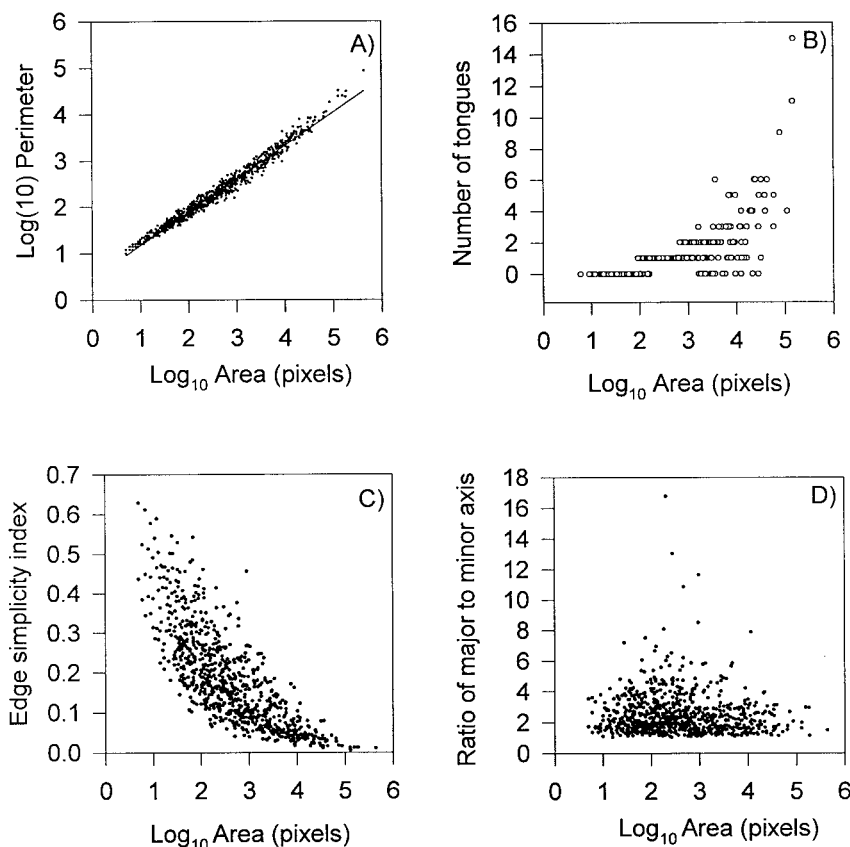 A)
Log(10) Perimeter
6
5
4
3
2
1
0
0 1 2 3 4 5 6
Log10 Area (pixels)
B)
Number of tongues
16
14
12
10
8
6
4
2
0
0 1 2 3 4 5 6
Log10 Area (pixels)
C)
Edge simplicity index
0.7
0.6
0.5
0.4
0.3
0.2
0.1
0.0
0 1 2 3 4 5 6
Log10 Area (pixels)
D)
Ratio of major to minor axis
18
16
14
12
10
8
6
4
2
0
0 1 2 3 4 5 6
Log10 Area (pixels)